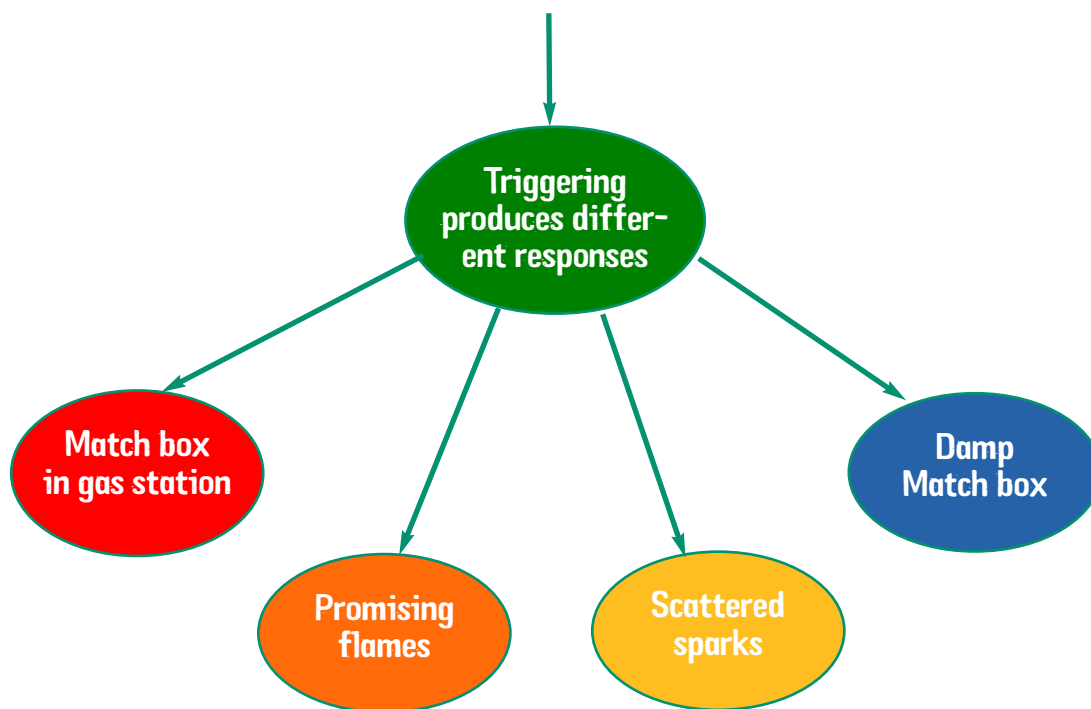 Triggering
produces differ-
ent responses
Match box
in gas station
Damp
Match box
Promising
flames
Scattered
sparks